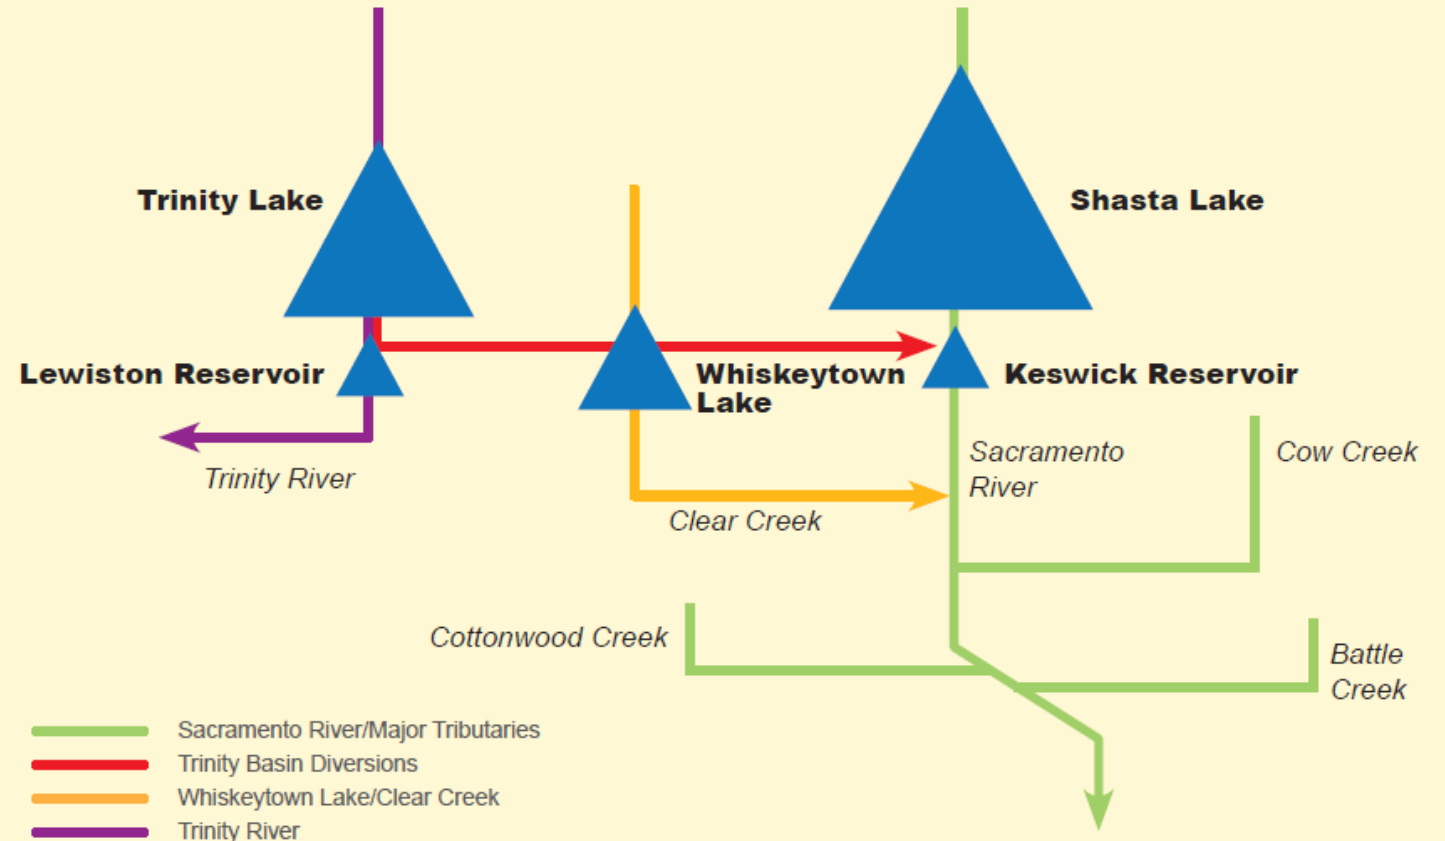 Trinity Lake
Shasta Lake
Lewiston Reservoir
Whiskeytown
Lake
Keswick Reservoir
Trinity River
Sacramento
River
Cow Creek
Clear Creek
Cottonwood Creek
Battle
Creek
Sacramento River/Major Tributaries
Trinity Basin Diversions
Whiskeytown Lake/Clear Creek
Trinity River